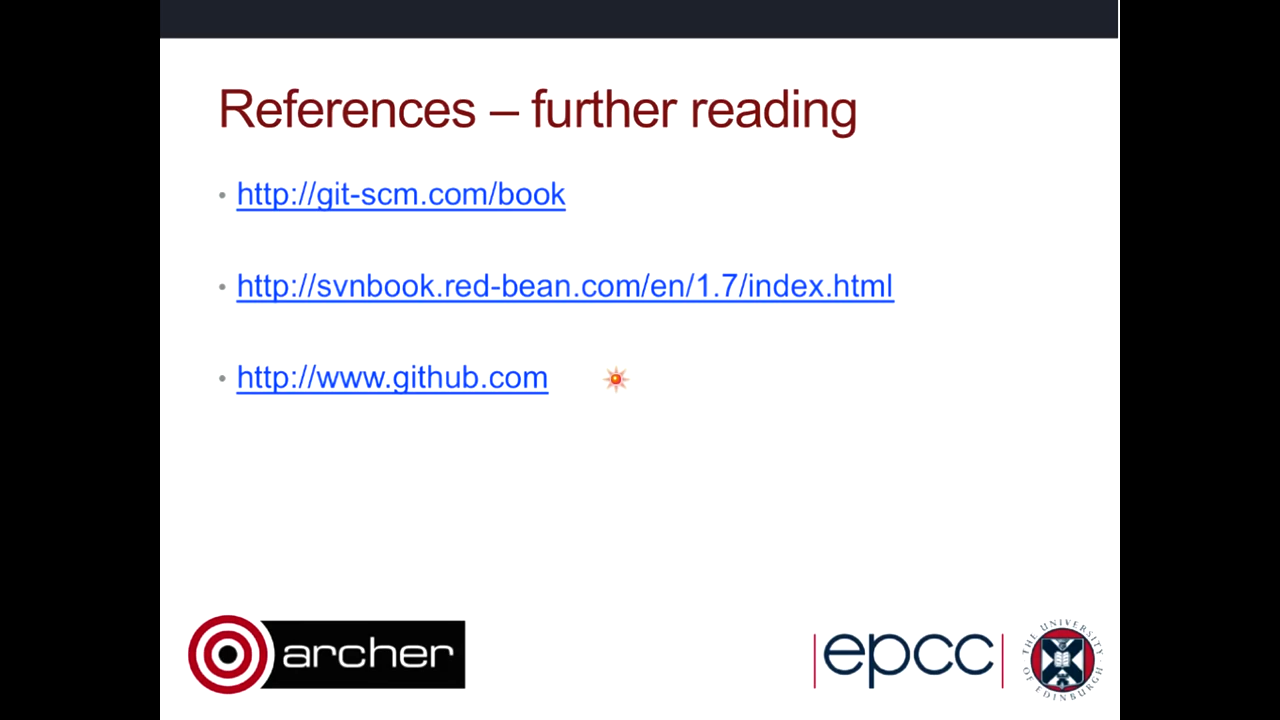 References – further reading
• http://git-scm.com/book
• http://svnbook.red-bean.com/en/1.7/index.html
• http://www.github.com
archer
|epcc|
THE UNIVERSITY OF EDINBURGH